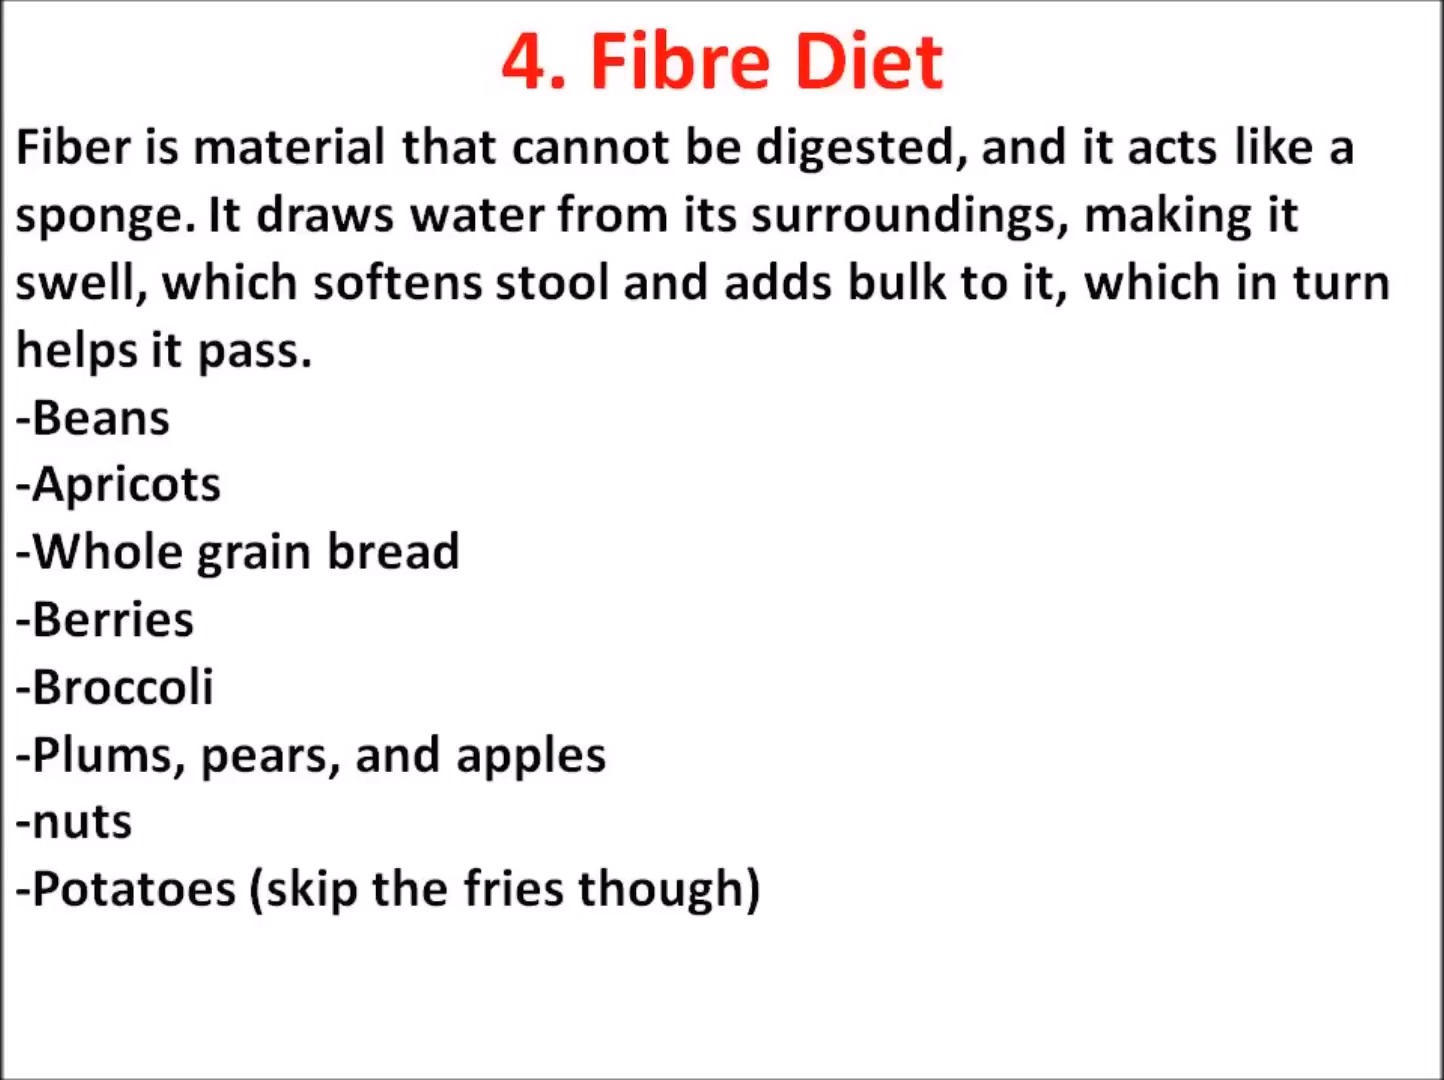 4. Fibre Diet
Fiber is material that cannot be digested, and it acts like a
sponge. It draws water from its surroundings, making it
swell, which softens stool and adds bulk to it, which in turn
helps it pass.
-Beans
-Apricots
-Whole grain bread
-Berries
-Broccoli
-Plums, pears, and apples
-nuts
-Potatoes (skip the fries though)